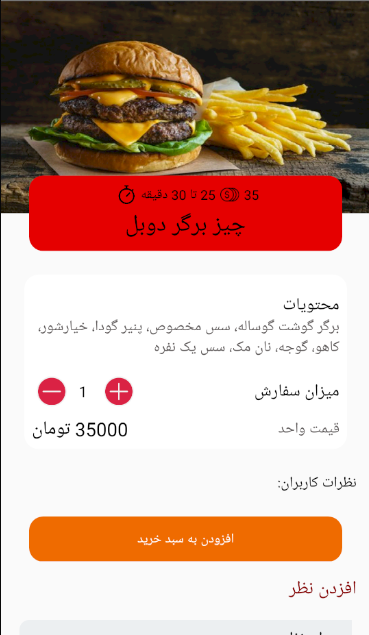 35 25 تا 30 دقیقه
چیز برگر دوبل
محتویات
برگر گوشت گوساله، سس مخصوص، پنیر گودا، خیارشور،
کاهو، گوجه، نان مک، سس یک نفره
میزان سفارش 1
قیمت واحد 35000 تومان
نظرات کاربران:
افزودن به سبد خرید
افزدن نظر